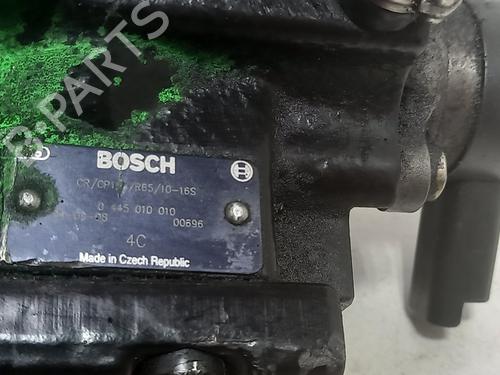 B-PARTS
BOSCH
CR/CP1 /R65/10-16S
0 445 010 010
00696
4C
Made in Czech Republic